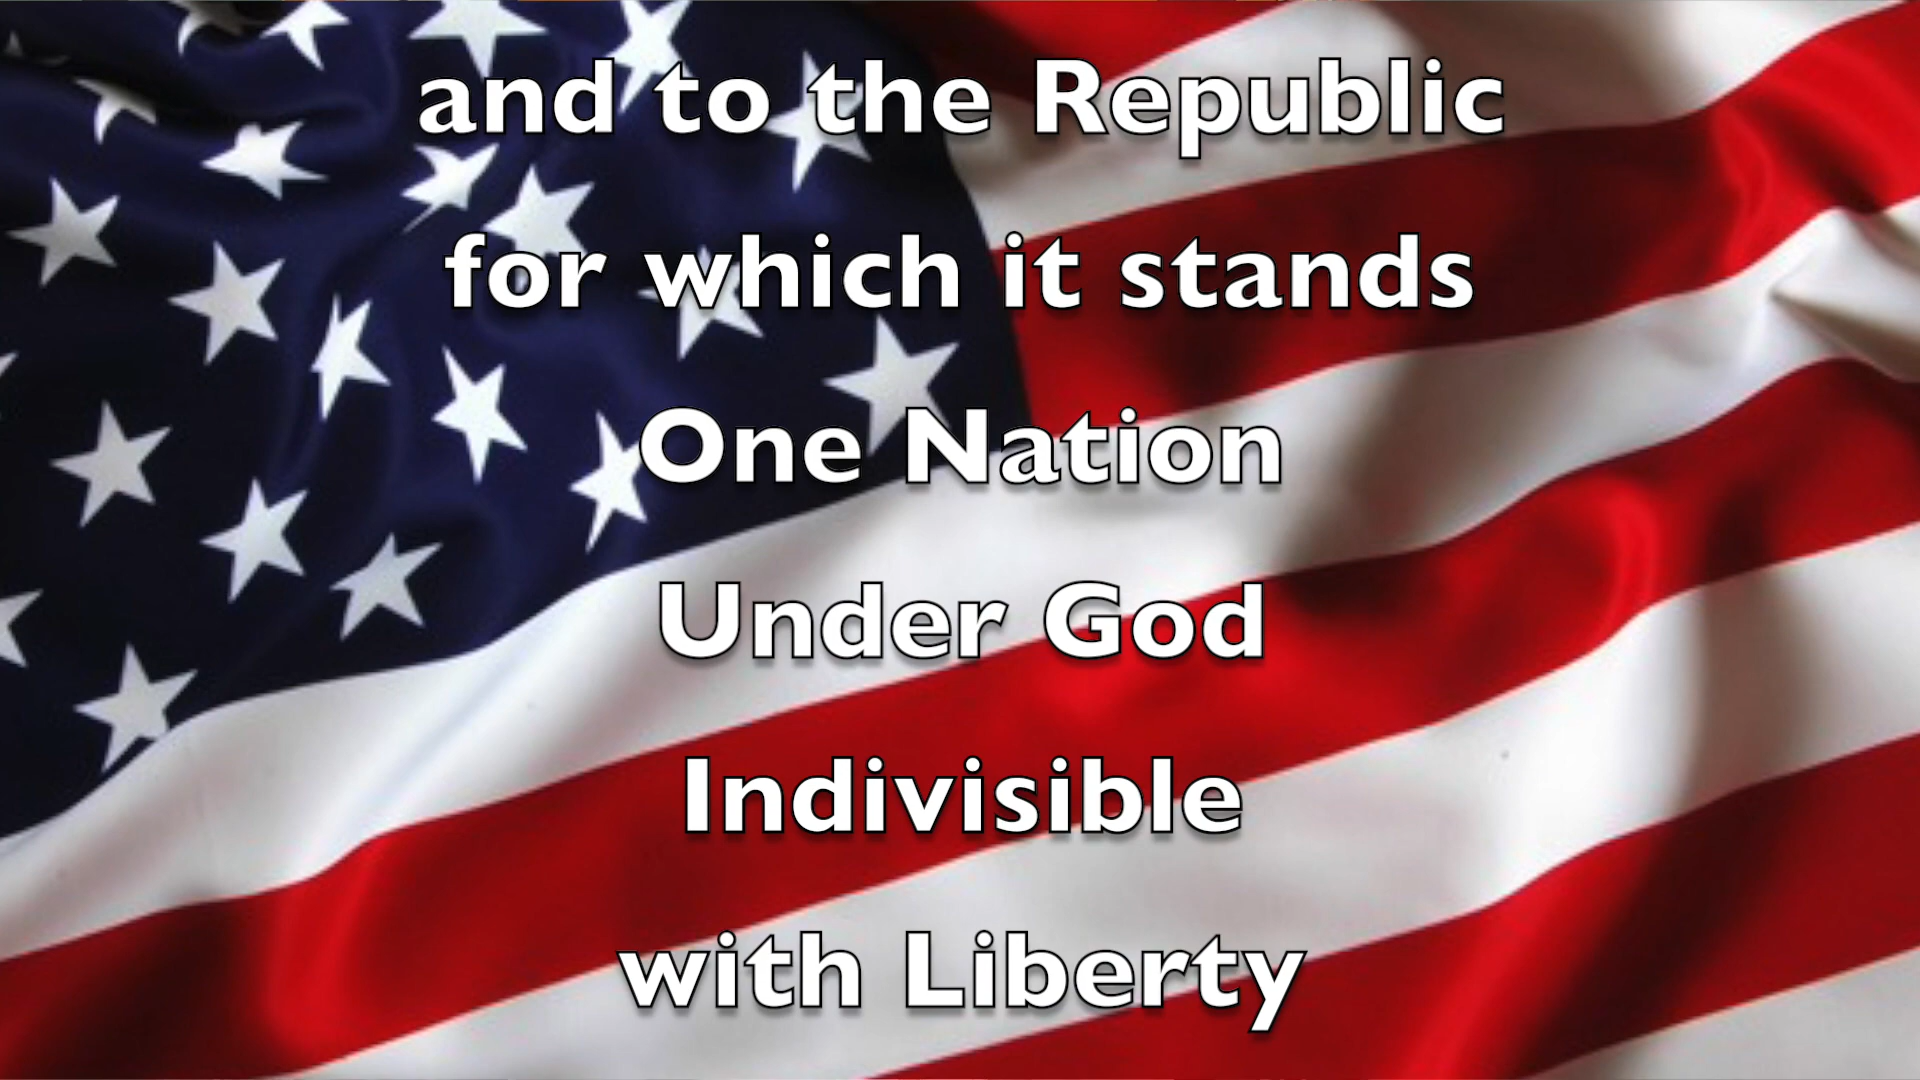 and to the Republic
for which it stands
One Nation
Under God
Indivisible
with Liberty